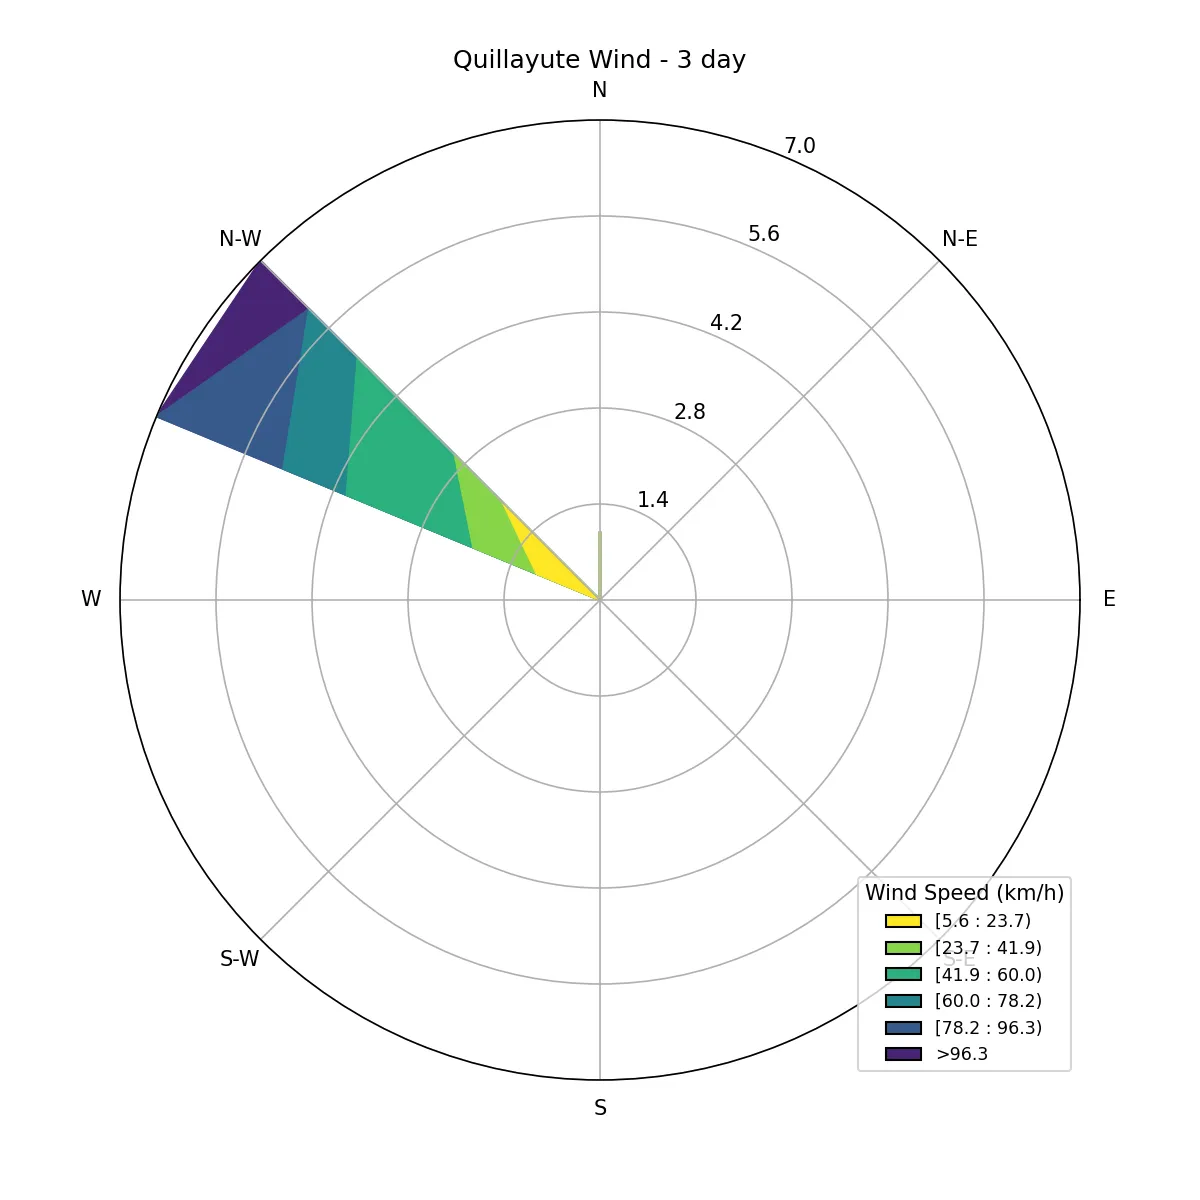 Quillayute Wind - 3 day
N
7.0
5.6
N-W
N-E
4.2
2.8
1.4
W
E
Wind Speed (km/h)
[5.6 : 23.7)
[23.7 : 41.9)
S-W
S-E
[41.9 : 60.0)
[60.0 : 78.2)
[78.2 : 96.3)
>96.3
S